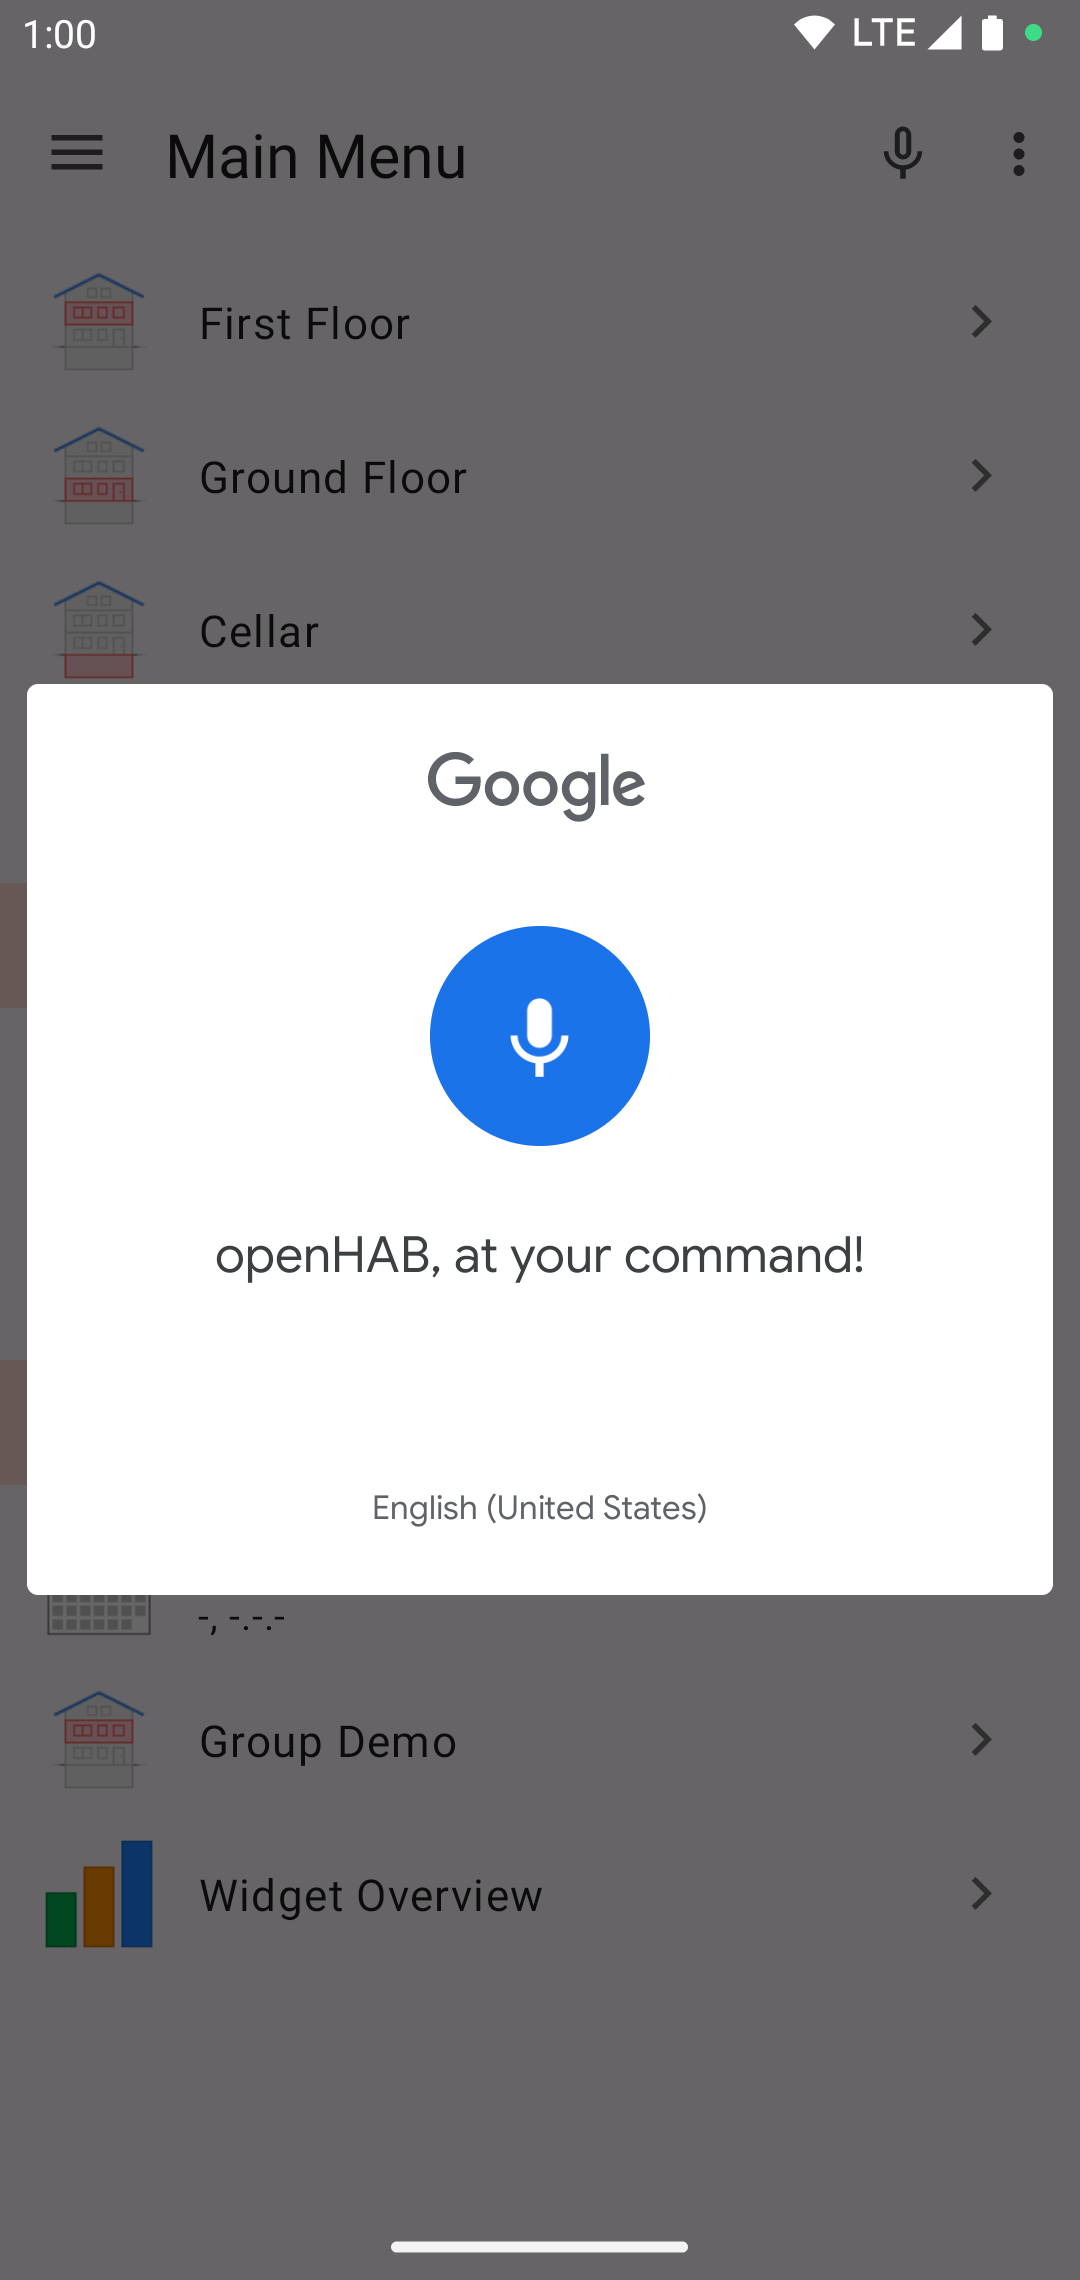 1:00
LTE
Main Menu
First Floor
Ground Floor
Cellar
Google
openHAB, at your command!
English (United States)
-, -.-.-
Group Demo
Widget Overview